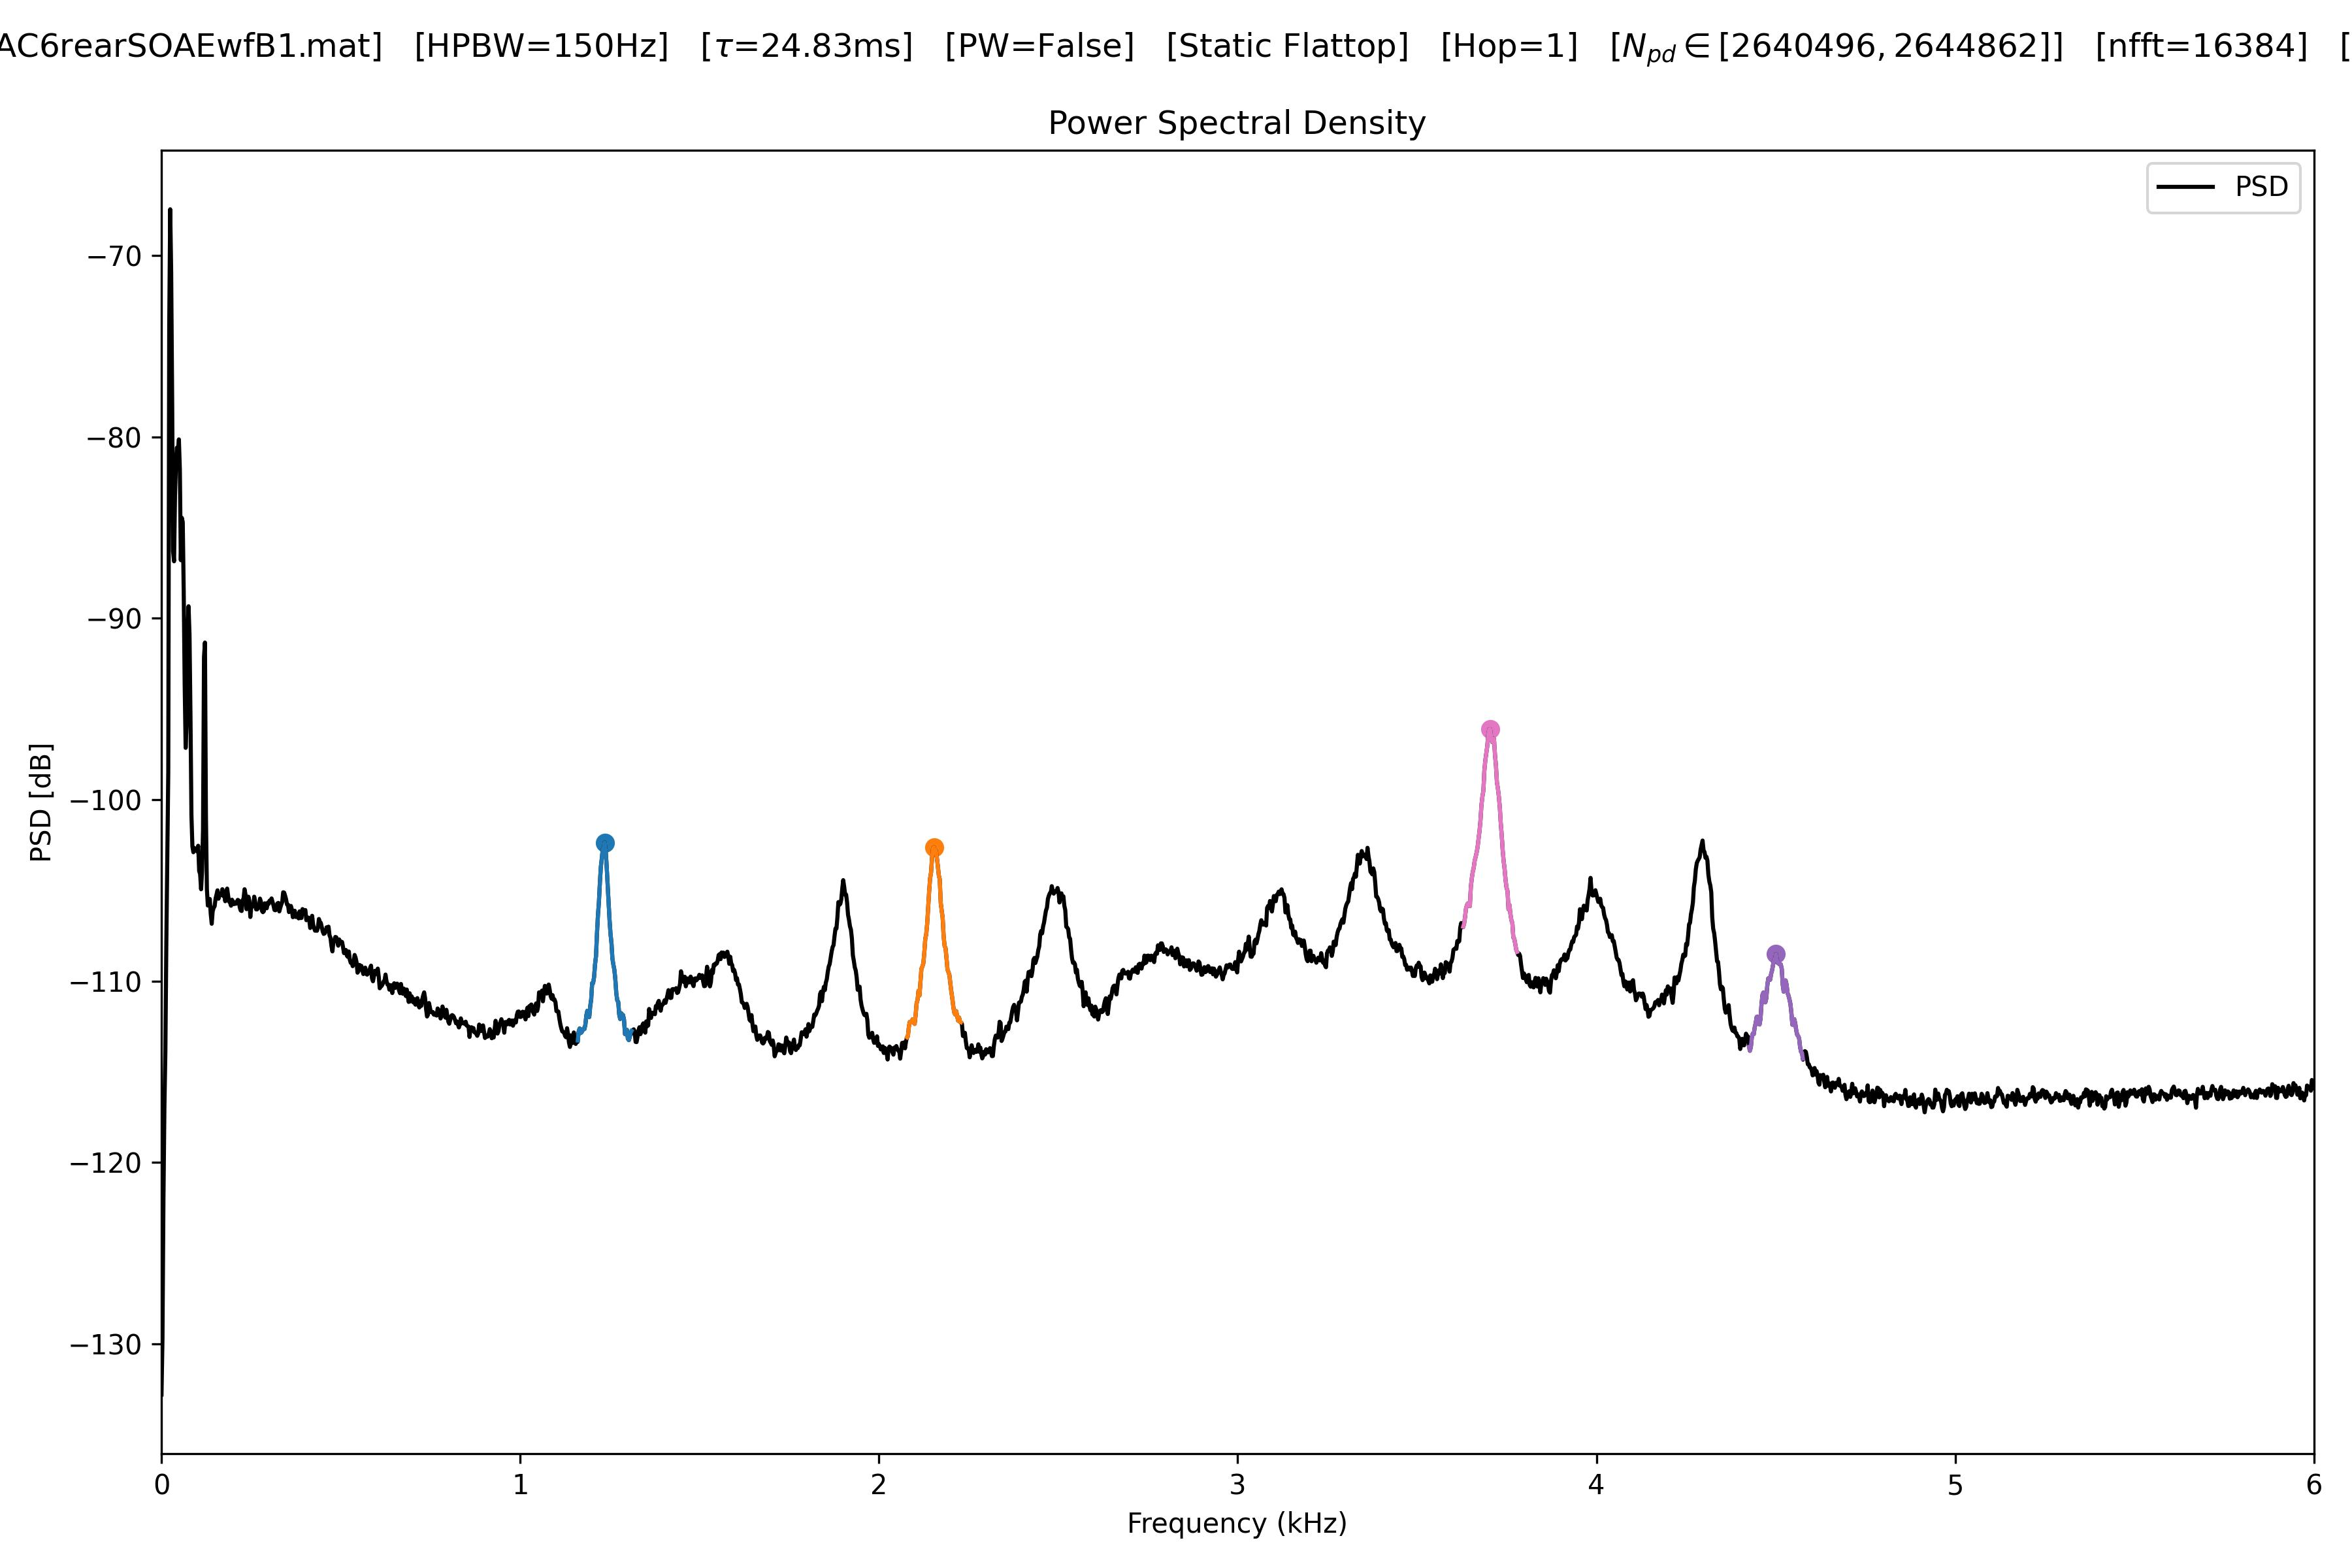 AC6rearSOAEwfB1.mat] [HPBW=150Hz] [τ=24.83ms] [PW=False] [Static Flattop] [Hop=1] [N_pd ∈ [2640496, 2644862]] [nfft=16384] [
Power Spectral Density
PSD
−70
−80
−90
−100
−110
−120
−130
PSD [dB]
0 1 2 3 4 5 6
Frequency (kHz)